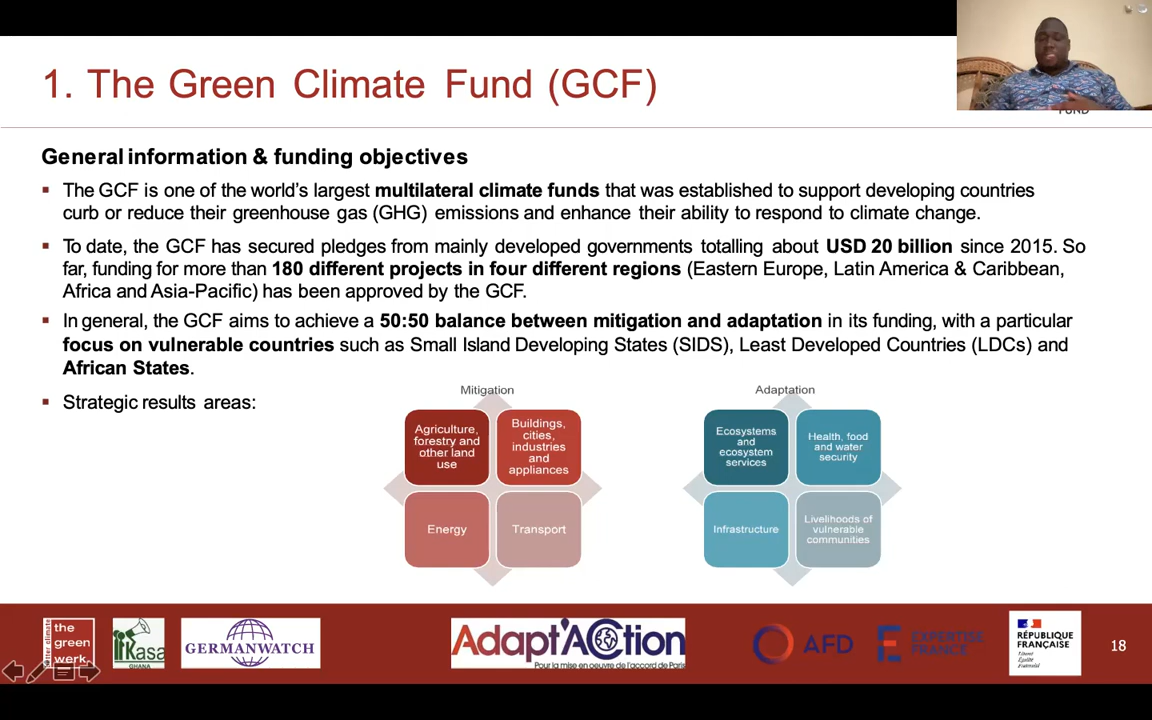 1. The Green Climate Fund (GCF)
FUND
General information & funding objectives
The GCF is one of the world's largest multilateral climate funds that was established to support developing countries
curb or reduce their greenhouse gas (GHG) emissions and enhance their ability to respond to climate change.
To date, the GCF has secured pledges from mainly developed governments totalling about USD 20 billion since 2015. So
far, funding for more than 180 different projects in four different regions (Eastern Europe, Latin America & Caribbean,
Africa and Asia-Pacific) has been approved by the GCF.
In general, the GCF aims to achieve a 50:50 balance between mitigation and adaptation in its funding, with a particular
focus on vulnerable countries such as Small Island Developing States (SIDS), Least Developed Countries (LDCs) and
African States.
Strategic results areas:
Mitigation
Agriculture,
forestry and
other land
use
Buildings,
cities,
industries
and
appliances
Energy
Transport
Adaptation
Ecosystems
and
ecosystem
services
Health, food
and water
security
Infrastructure
Livelihoods of
vulnerable
communities
the
green
werk
Kasa
GHANA
GERMANWATCH
Adapt'Action
Pour la mise en oeuvre de l'accord de Paris
AFD
EXPERTISE
FRANCE
RÉPUBLIQUE
FRANÇAISE
Liberté
Égalité
Fraternité
18